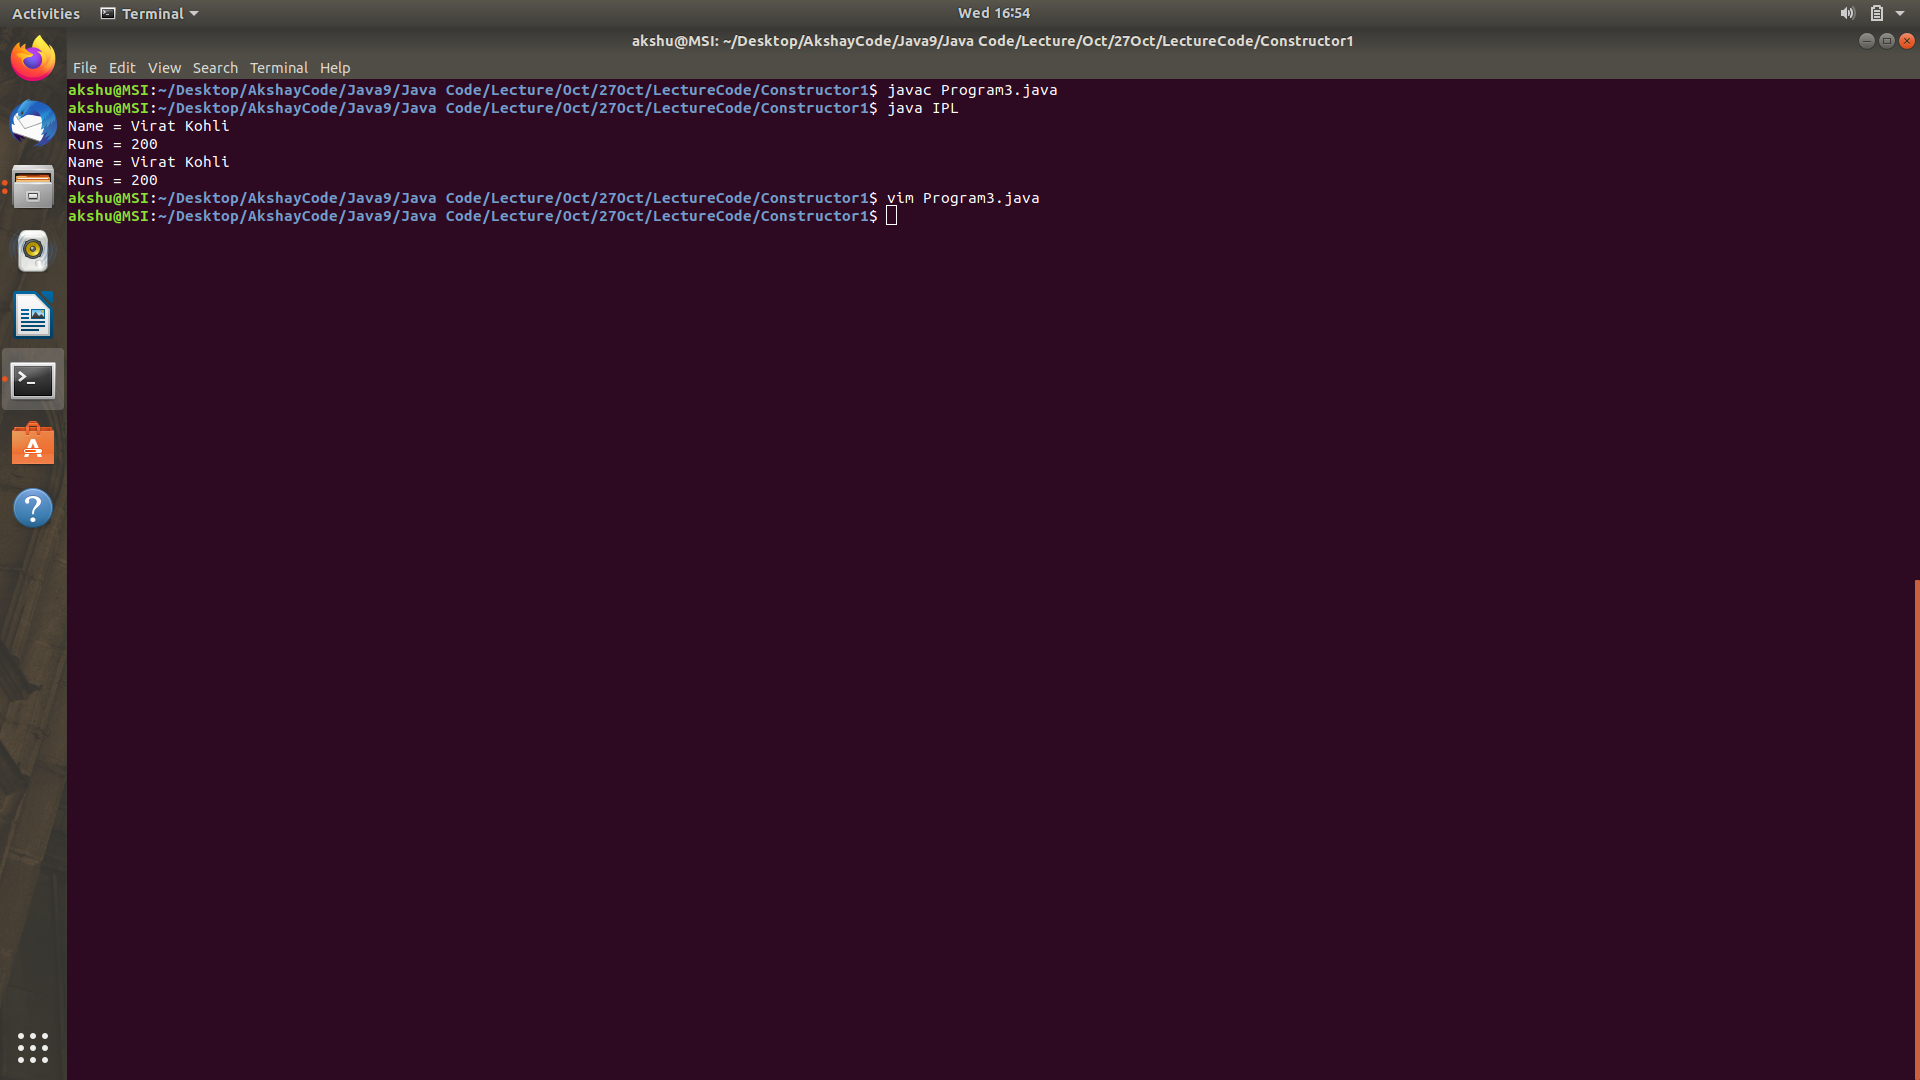 Activities Terminal Wed 16:54
akshu@MSI: ~/Desktop/AkshayCode/Java9/Java Code/Lecture/Oct/27Oct/LectureCode/Constructor1
File Edit View Search Terminal Help
akshu@MSI:~/Desktop/AkshayCode/Java9/Java Code/Lecture/Oct/27Oct/LectureCode/Constructor1$ javac Program3.java
akshu@MSI:~/Desktop/AkshayCode/Java9/Java Code/Lecture/Oct/27Oct/LectureCode/Constructor1$ java IPL
Name = Virat Kohli
Runs = 200
Name = Virat Kohli
Runs = 200
akshu@MSI:~/Desktop/AkshayCode/Java9/Java Code/Lecture/Oct/27Oct/LectureCode/Constructor1$ vim Program3.java
akshu@MSI:~/Desktop/AkshayCode/Java9/Java Code/Lecture/Oct/27Oct/LectureCode/Constructor1$